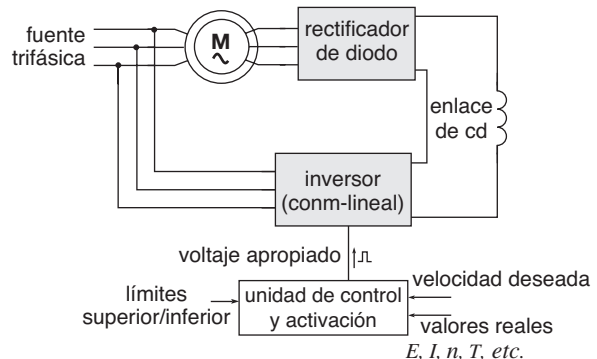 fuente
trifásica
M
rectificador
de diodo
enlace
de cd
inversor
(conm-lineal)
voltaje apropiado
límites
superior/inferior
unidad de control
y activación
velocidad deseada
valores reales
E, I, n, T, etc.